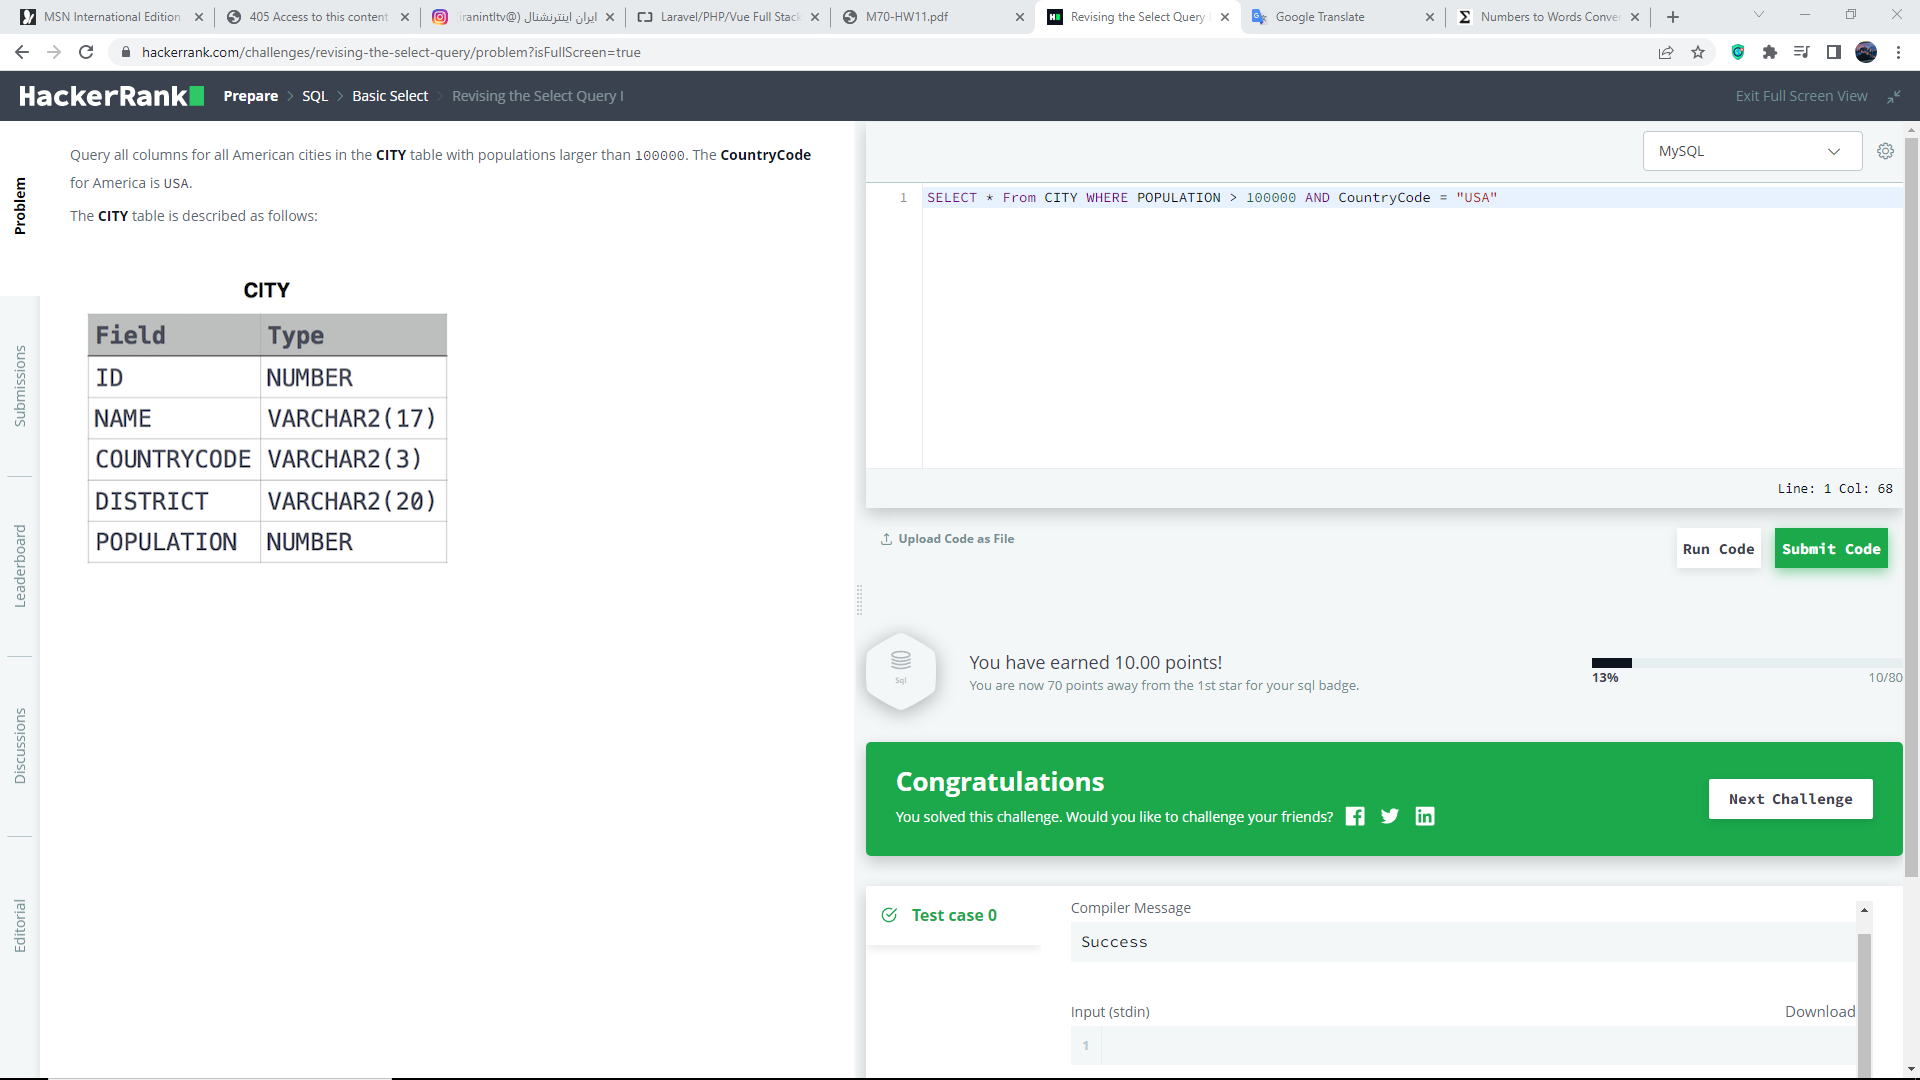 MSN International Edition
405 Access to this content
ایران اینترنشنال (@iranintltv)
Laravel/PHP/Vue Full Stack
M70-HW11.pdf
Revising the Select Query
Google Translate
Numbers to Words Conver
hackerrank.com/challenges/revising-the-select-query/problem?isFullScreen=true
HackerRank
Prepare > SQL > Basic Select > Revising the Select Query I
Exit Full Screen View
Problem
Submissions
Leaderboard
Discussions
Editorial
Query all columns for all American cities in the CITY table with populations larger than 100000. The CountryCode
for America is USA.
The CITY table is described as follows:
CITY
Field Type
ID NUMBER
NAME VARCHAR2(17)
COUNTRYCODE VARCHAR2(3)
DISTRICT VARCHAR2(20)
POPULATION NUMBER
MySQL
1 SELECT * From CITY WHERE POPULATION > 100000 AND CountryCode = "USA"
Line: 1 Col: 68
Upload Code as File
Run Code
Submit Code
Sql
You have earned 10.00 points!
You are now 70 points away from the 1st star for your sql badge.
13% 10/80
Congratulations
You solved this challenge. Would you like to challenge your friends?
Next Challenge
Test case 0
Compiler Message
Success
Input (stdin)
Download
1